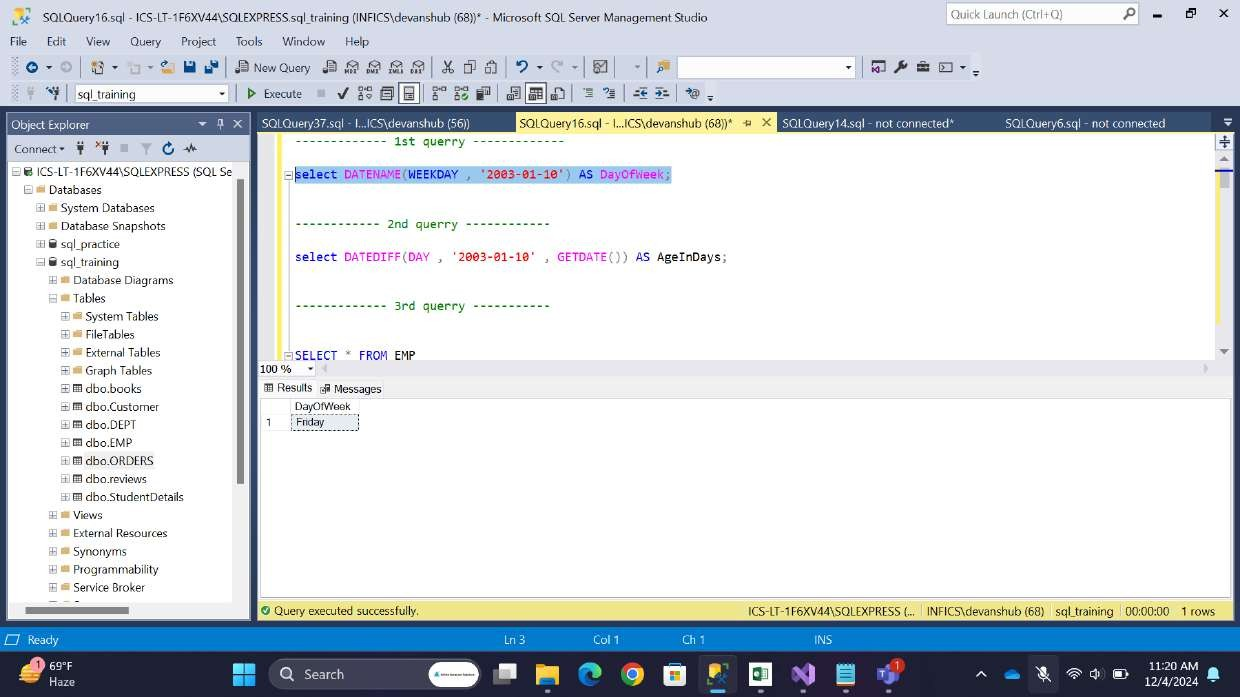 SQLQuery16.sql - ICS-LT-1F6XV44\SQLEXPRESS.sql_training (INFICS\devanshub (68))* - Microsoft SQL Server Management Studio
Quick Launch (Ctrl+Q)
File Edit View Query Project Tools Window Help
New Query
MDX DMX XMLA DAX
sql_training
Execute
Object Explorer
SQLQuery37.sql - I...ICS\devanshub (56))
SQLQuery16.sql - I...ICS\devanshub (68))*
SQLQuery14.sql - not connected*
SQLQuery6.sql - not connected
Connect
ICS-LT-1F6XV44\SQLEXPRESS (SQL Se
Databases
System Databases
Database Snapshots
sql_practice
sql_training
Database Diagrams
Tables
System Tables
FileTables
External Tables
Graph Tables
dbo.books
dbo.Customer
dbo.DEPT
dbo.EMP
dbo.ORDERS
dbo.reviews
dbo.StudentDetails
Views
External Resources
Synonyms
Programmability
Service Broker
------------ 1st querry -------------
select DATENAME(WEEKDAY , '2003-01-10') AS DayOfWeek;
------------ 2nd querry ------------
select DATEDIFF(DAY , '2003-01-10' , GETDATE()) AS AgeInDays;
------------- 3rd querry -----------
SELECT * FROM EMP
100 %
Results Messages
DayOfWeek
1 Friday
Query executed successfully.
ICS-LT-1F6XV44\SQLEXPRESS (... INFICS\devanshub (68) sql_training 00:00:00 1 rows
Ready Ln 3 Col 1 Ch 1 INS
1
69°F
Haze
Search
1
11:20 AM
12/4/2024